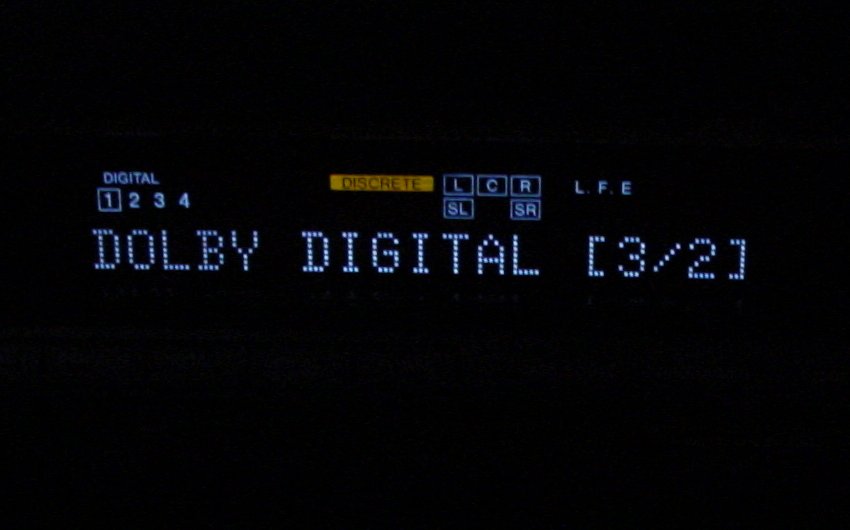 DIGITAL
1 2 3 4
DISCRETE L C R L. F. E
SL SR
DOLBY DIGITAL [3/2]